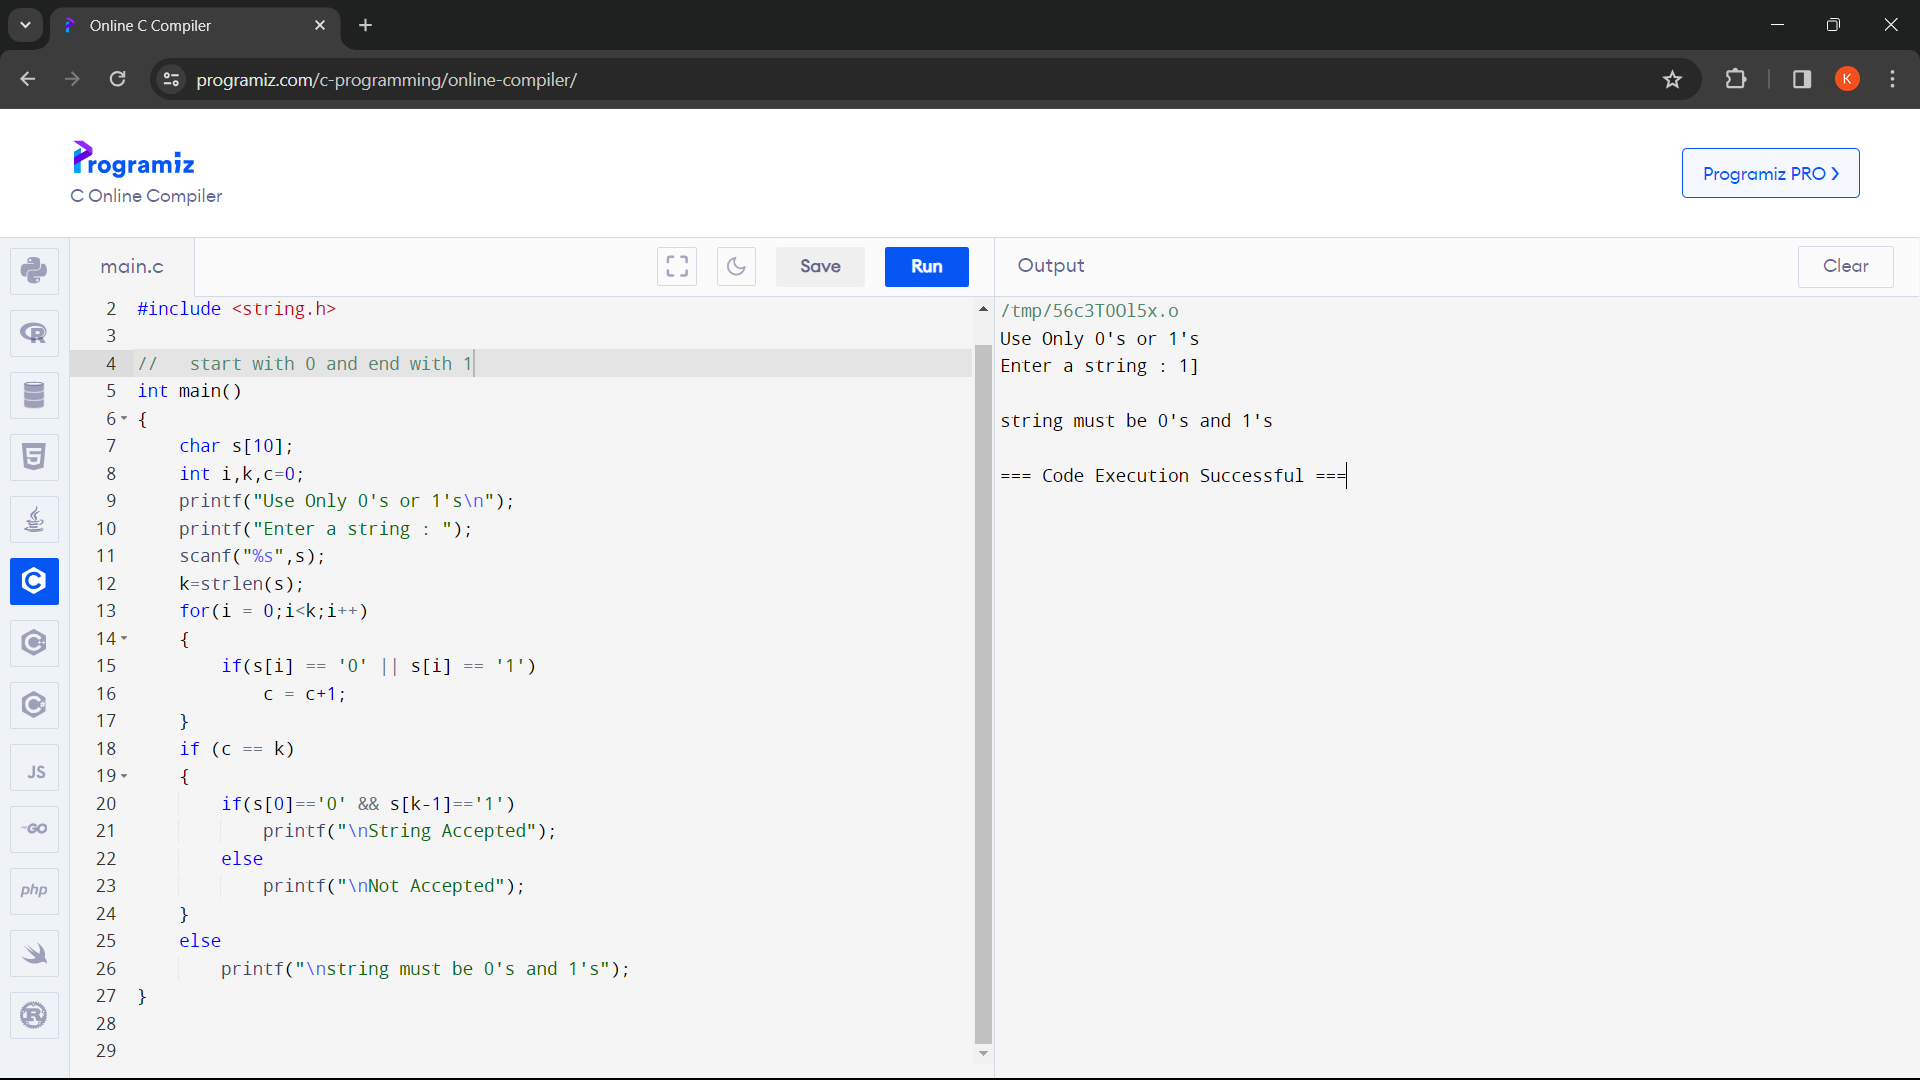 Online C Compiler
programiz.com/c-programming/online-compiler/
K
Programiz
C Online Compiler
Programiz PRO
main.c
Save
Run
Output
Clear
2 #include <string.h>
3
4 //   start with 0 and end with 1
5 int main()
6 {
7     char s[10];
8     int i,k,c=0;
9     printf("Use Only 0's or 1's\n");
10     printf("Enter a string : ");
11     scanf("%s",s);
12     k=strlen(s);
13     for(i = 0;i<k;i++)
14     {
15         if(s[i] == '0' || s[i] == '1')
16             c = c+1;
17     }
18     if (c == k)
19     {
20         if(s[0]=='0' && s[k-1]=='1')
21             printf("\nString Accepted");
22         else
23             printf("\nNot Accepted");
24     }
25     else
26         printf("\nstring must be 0's and 1's");
27 }
28
29
/tmp/56c3TOOl5x.o
Use Only 0's or 1's
Enter a string : 1]
string must be 0's and 1's
=== Code Execution Successful ===
R
5
C
C
C
JS
GO
php
R